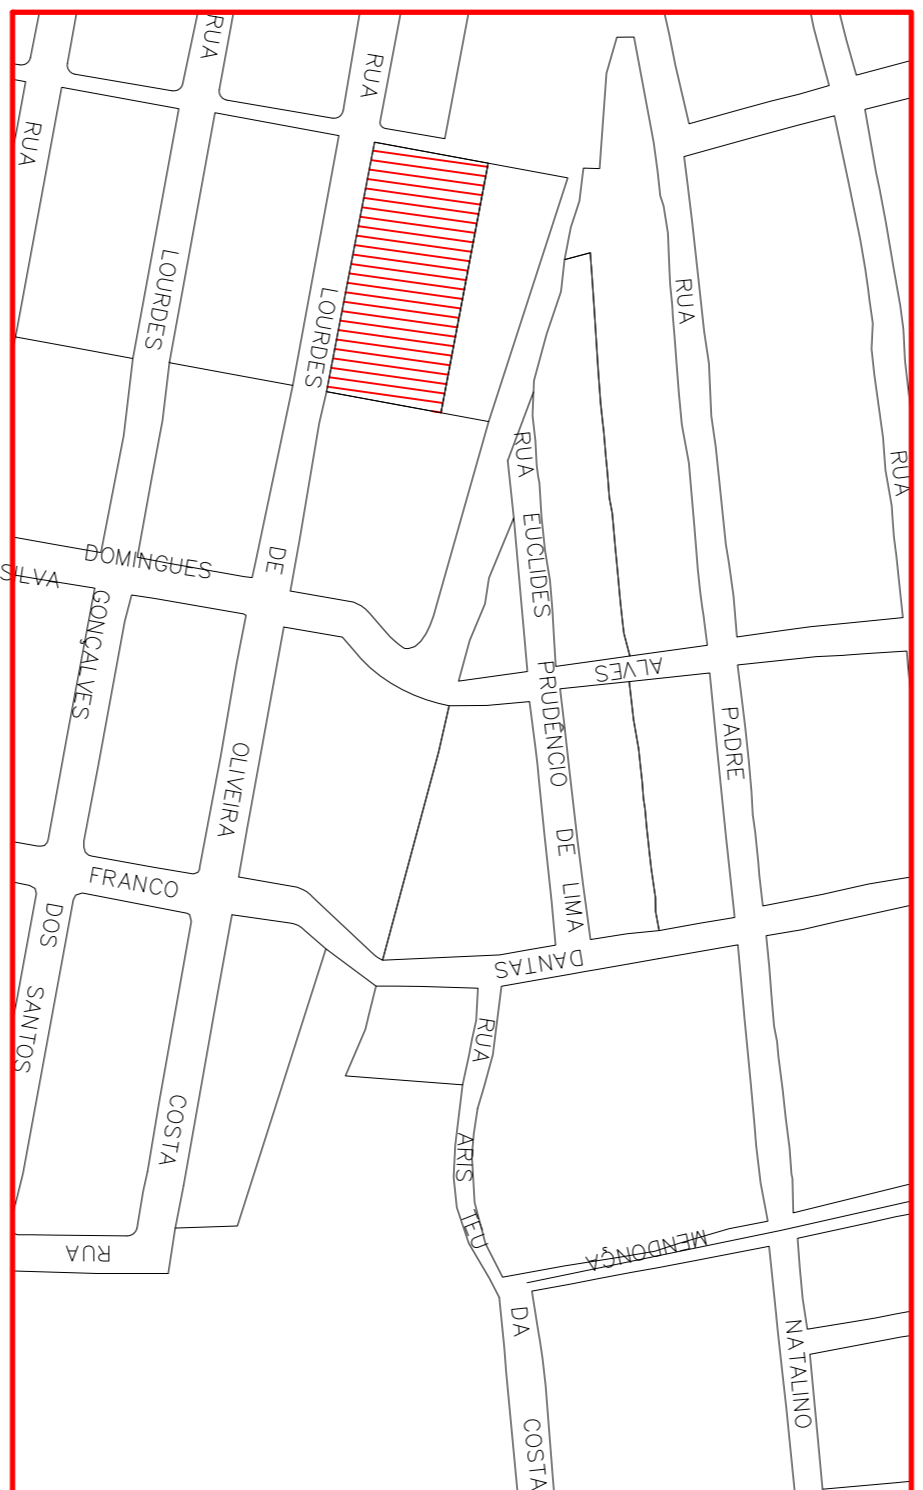 RUA
RUA
RUA
RUA
LOURDES
LOURDES
RUA
RUA
RUA EUCLIDES PRUDÊNCIO DE LIMA
DE
DOMINGUES
SILVA
GONÇALVES
ALVES
PADRE
OLIVEIRA
FRANCO
DOS SANTOS
DANTAS
RUA ARIS TEU DA COSTA
COSTA
RUA
MENDONÇA
NATALINO